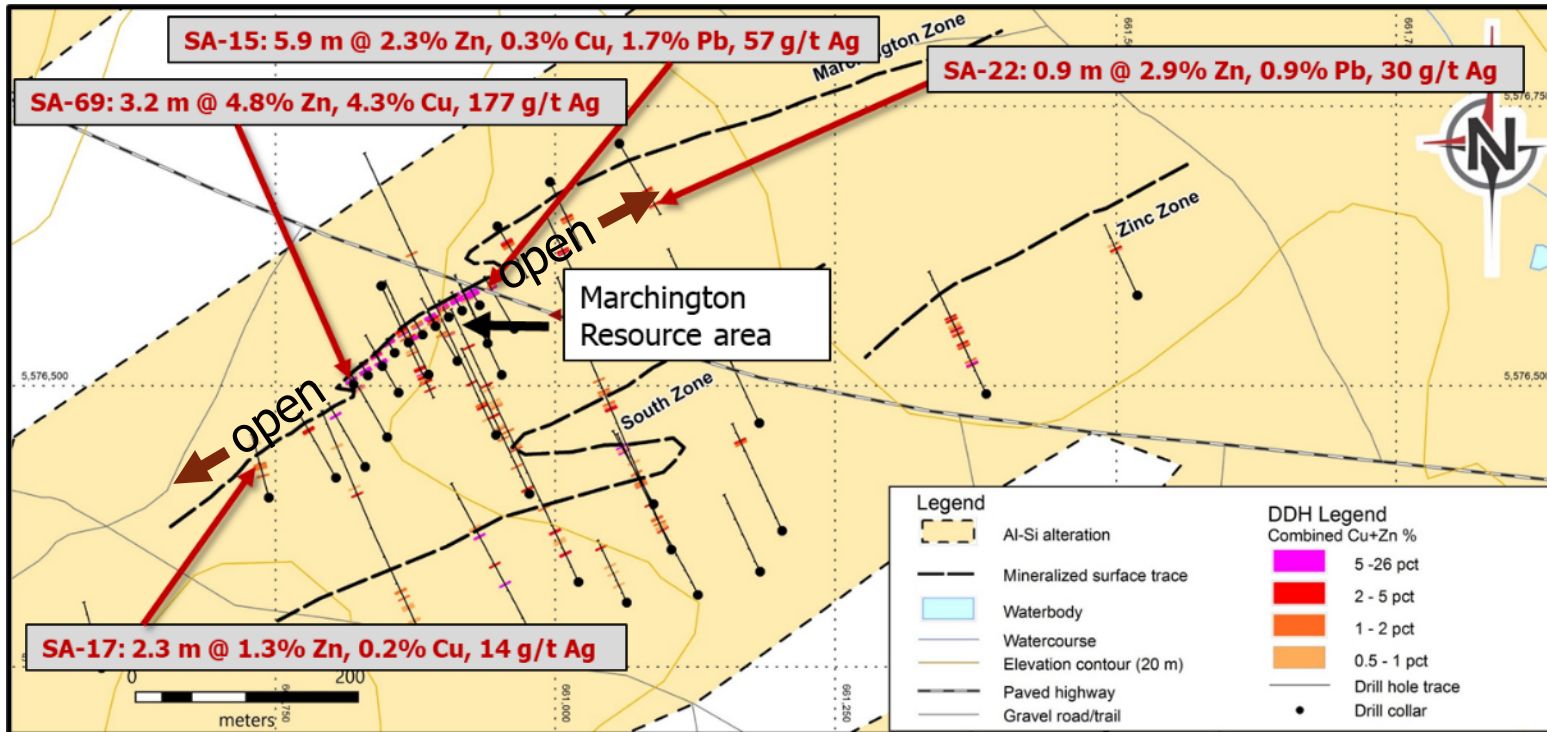 SA-15: 5.9 m @ 2.3% Zn, 0.3% Cu, 1.7% Pb, 57 g/t Ag
SA-22: 0.9 m @ 2.9% Zn, 0.9% Pb, 30 g/t Ag
SA-69: 3.2 m @ 4.8% Zn, 4.3% Cu, 177 g/t Ag
Zone
5,576,750
N
Zinc Zone
open
Marchington
Resource area
5,576,500
5,576,500
South Zone
open
SA-17: 2.3 m @ 1.3% Zn, 0.2% Cu, 14 g/t Ag
0
200
meters
661,000
661,250
Legend
Al-Si alteration
Mineralized surface trace
Waterbody
Watercourse
Elevation contour (20 m)
Paved highway
Gravel road/trail
DDH Legend
Combined Cu+Zn %
5 -26 pct
2 - 5 pct
1 - 2 pct
0.5 - 1 pct
Drill hole trace
Drill collar